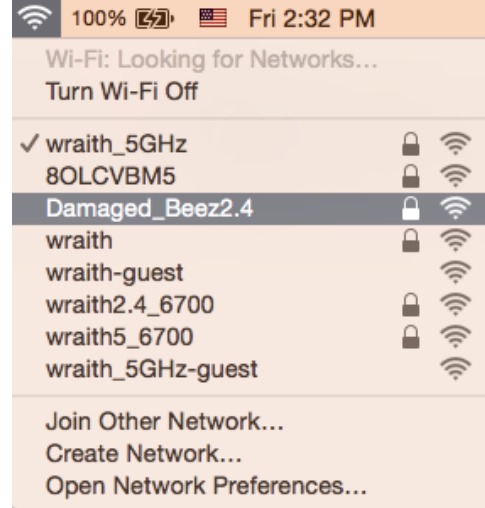 100% Fri 2:32 PM
Wi-Fi: Looking for Networks...
Turn Wi-Fi Off
wraith_5GHz
8OLCVBM5
Damaged_Beez2.4
wraith
wraith-guest
wraith2.4_6700
wraith5_6700
wraith_5GHz-guest
Join Other Network...
Create Network...
Open Network Preferences...